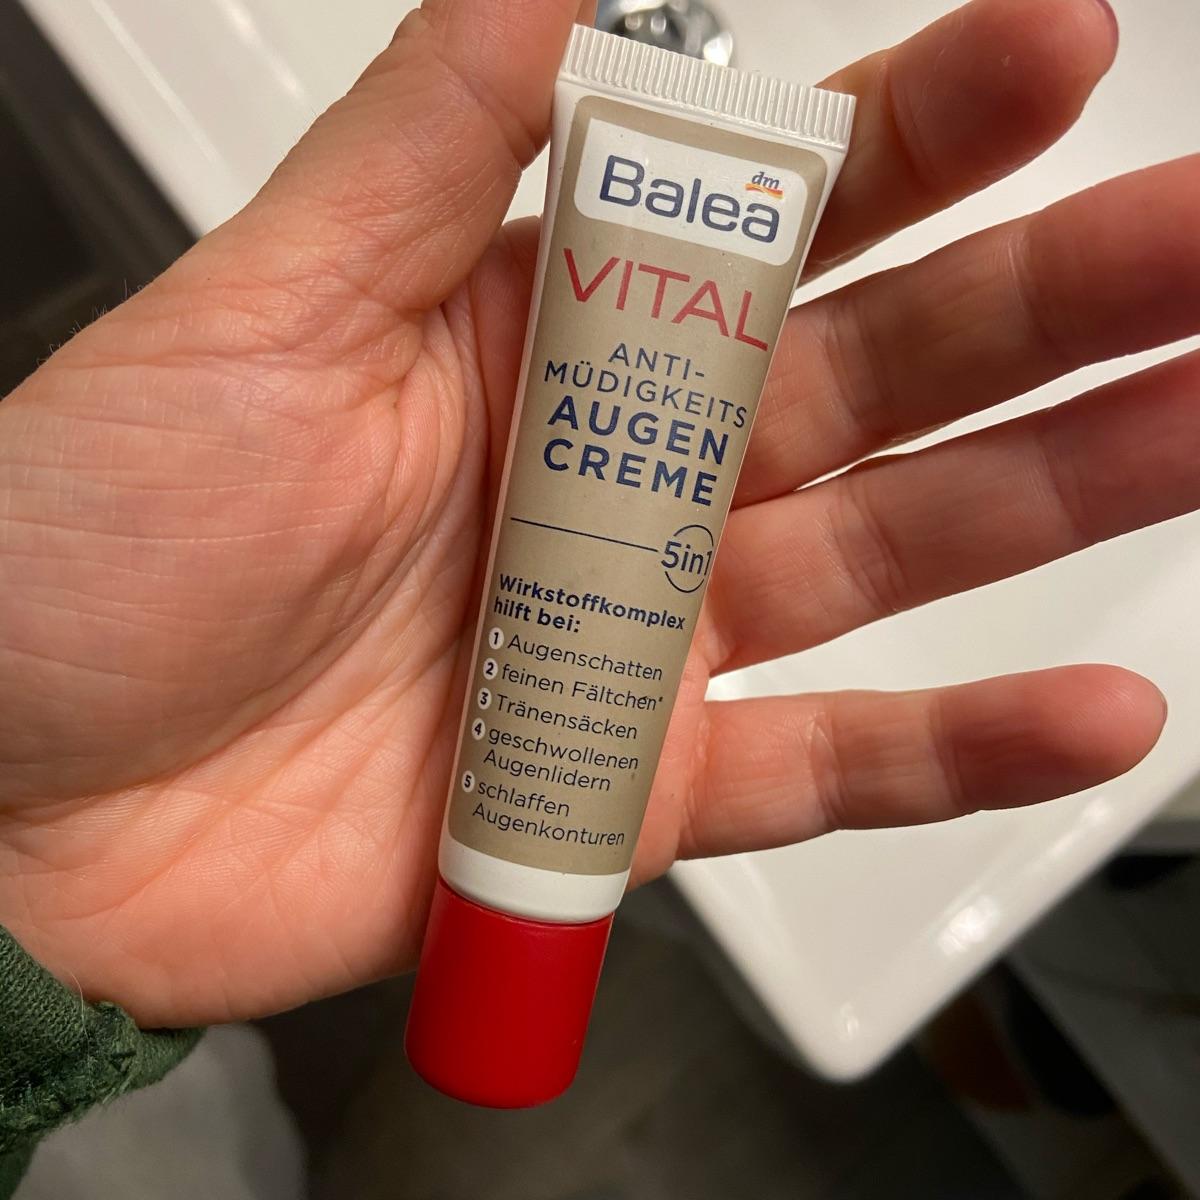 dm
Balea
VITAL
ANTI-
MÜDIGKEITS
AUGEN
CREME
5in1
Wirkstoffkomplex
hilft bei:
1 Augenschatten
2 feinen Fältchen*
3 Tränensäcken
4 geschwollenen
Augenlidern
5 schlaffen
Augenkonturen